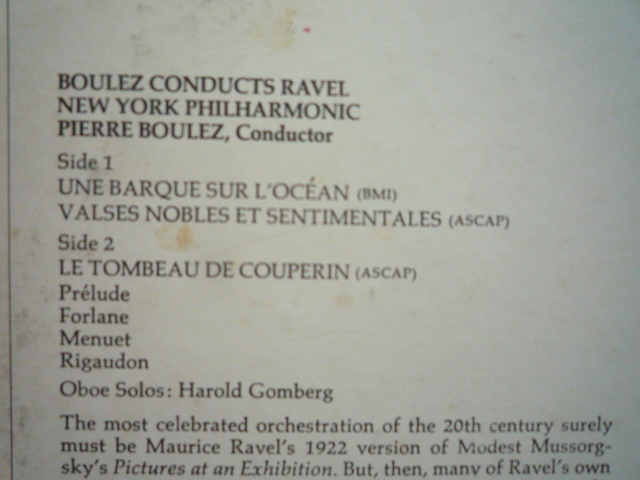 BOULEZ CONDUCTS RAVEL
NEW YORK PHILHARMONIC
PIERRE BOULEZ, Conductor
Side 1
UNE BARQUE SUR L'OCÉAN (BMI)
VALSES NOBLES ET SENTIMENTALES (ASCAP)
Side 2
LE TOMBEAU DE COUPERIN (ASCAP)
Prélude
Forlane
Menuet
Rigaudon
Oboe Solos: Harold Gomberg
The most celebrated orchestration of the 20th century surely
must be Maurice Ravel's 1922 version of Modest Mussorg-
sky's Pictures at an Exhibition. But, then, many of Ravel's own